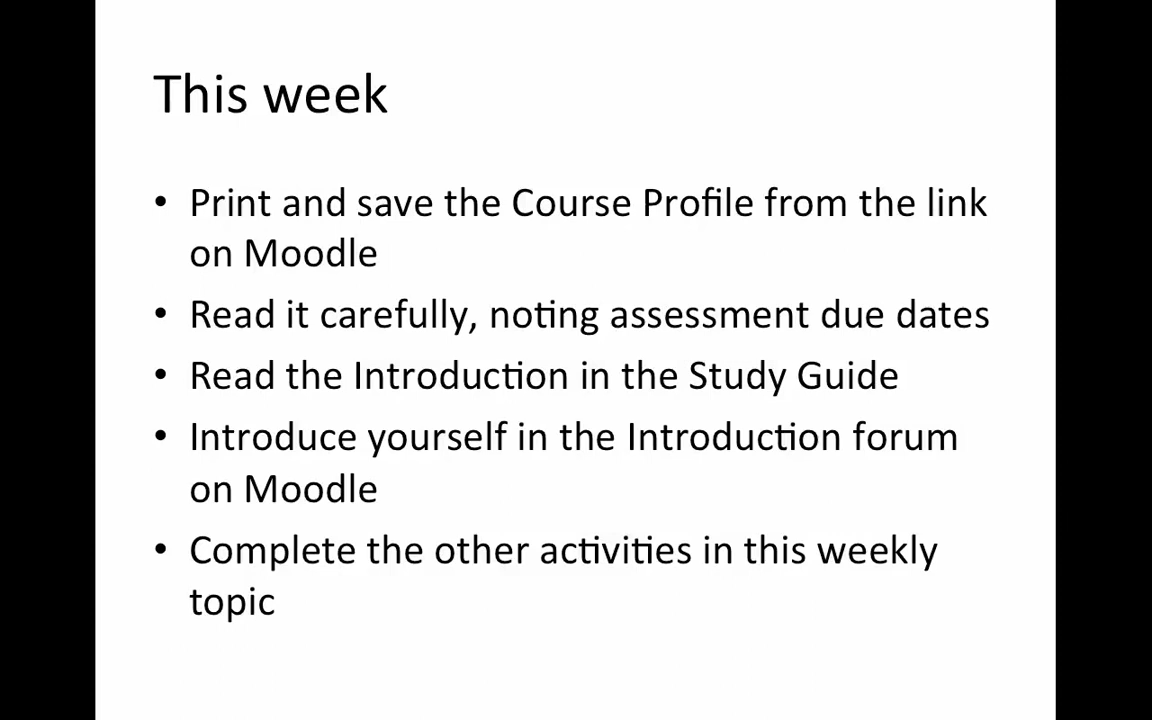 This week
• Print and save the Course Profile from the link
on Moodle
• Read it carefully, noting assessment due dates
• Read the Introduction in the Study Guide
• Introduce yourself in the Introduction forum
on Moodle
• Complete the other activities in this weekly
topic